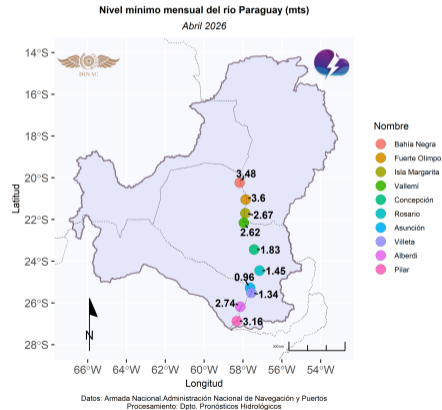 Nivel mínimo mensual del río Paraguay (mts)
Abril 2026
DINAC
14°S
16°S
18°S
20°S
22°S
24°S
26°S
28°S
Latitud
3.48
3.6
2.67
2.62
1.83
1.45
0.96
1.34
2.74
3.16
N
66°W 64°W 62°W 60°W 58°W 56°W 54°W
Longitud
Nombre
Bahía Negra
Fuerte Olimpo
Isla Margarita
Vallemí
Concepción
Rosario
Asunción
Villeta
Alberdi
Pilar
Datos: Armada Nacional.Administración Nacional de Navegación y Puertos
Procesamiento: Dpto. Pronósticos Hidrológicos